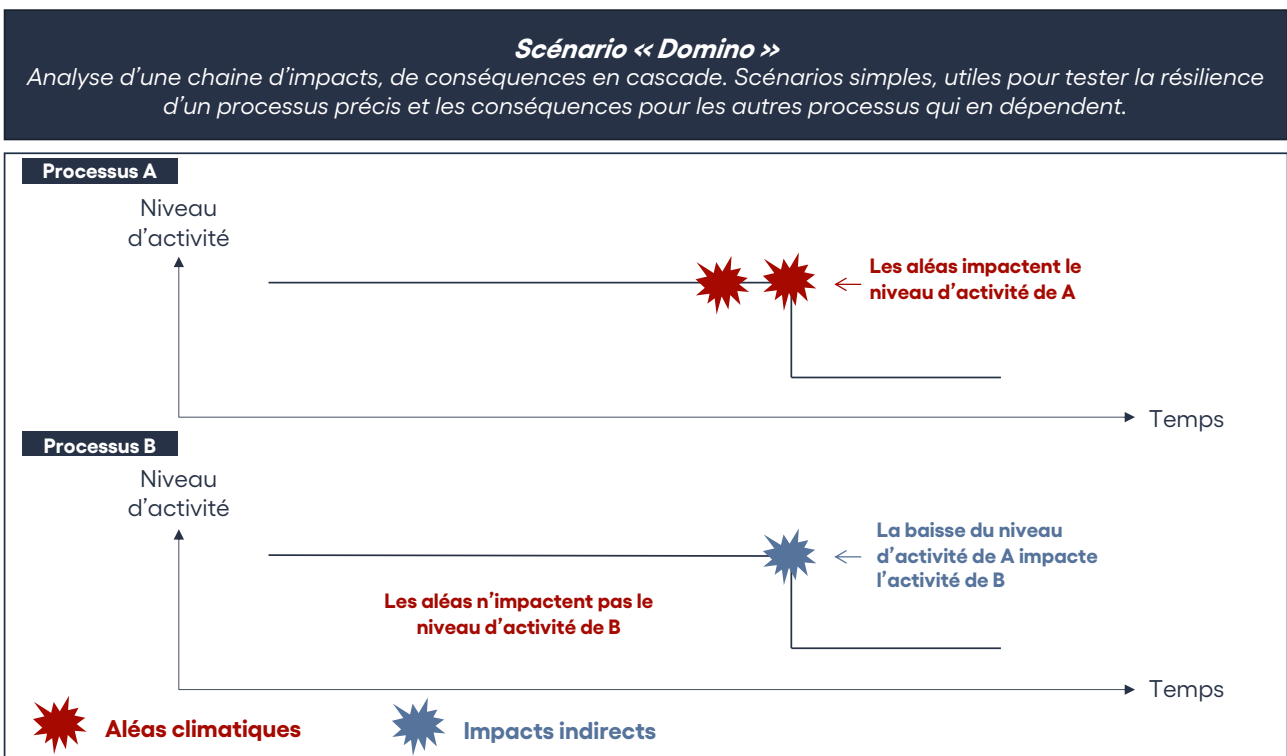 Scénario « Domino »
Analyse d’une chaine d’impacts, de conséquences en cascade. Scénarios simples, utiles pour tester la résilience
d’un processus précis et les conséquences pour les autres processus qui en dépendent.
Processus A
Niveau
d’activité
Les aléas impactent le
niveau d’activité de A
Temps
Processus B
Niveau
d’activité
La baisse du niveau
d’activité de A impacte
l’activité de B
Les aléas n’impactent pas le
niveau d’activité de B
Temps
Aléas climatiques
Impacts indirects